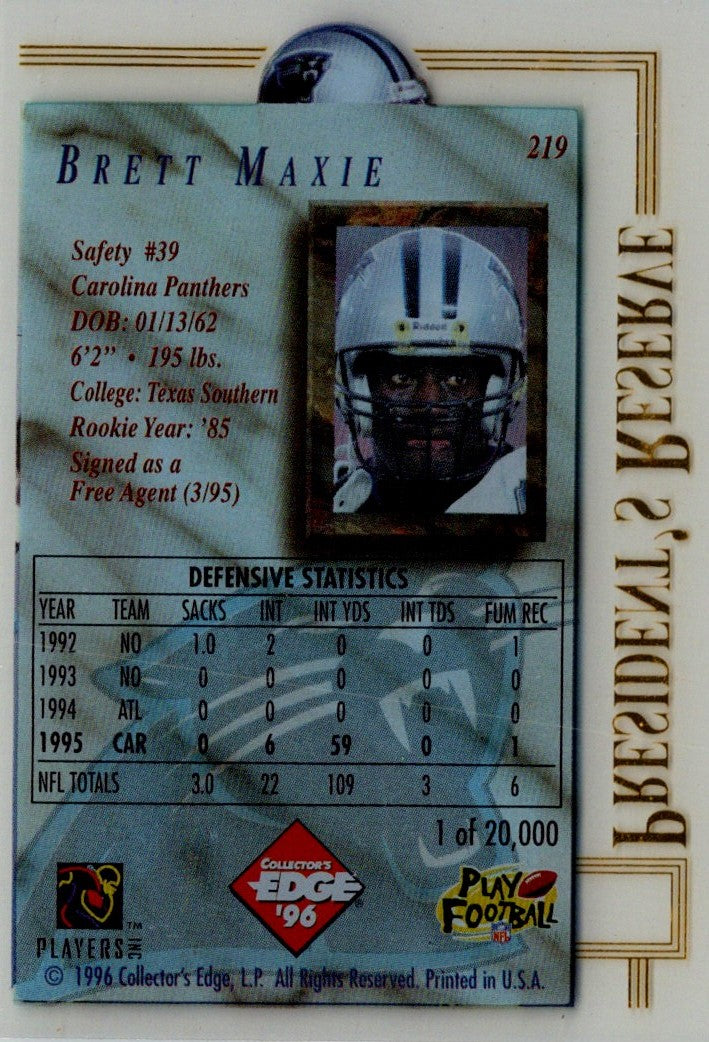 219
BRETT MAXIE
Safety #39
Carolina Panthers
DOB: 01/13/62
6'2" • 195 lbs.
College: Texas Southern
Rookie Year: '85
Signed as a
Free Agent (3/95)
Riddell
PRESIDENT'S RESERVE
DEFENSIVE STATISTICS
YEAR TEAM SACKS INT INT YDS INT TDS FUM REC
1992 NO 1.0 2 0 0 1
1993 NO 0 0 0 0 0
1994 ATL 0 0 0 0 0
1995 CAR 0 6 59 0 1
NFL TOTALS 3.0 22 109 3 6
1 of 20,000
COLLECTOR'S
EDGE®
'96
PLAY
FOOTBALL
NFL
PLAYERS INC ™
© 1996 Collector's Edge, L.P. All Rights Reserved. Printed in U.S.A.